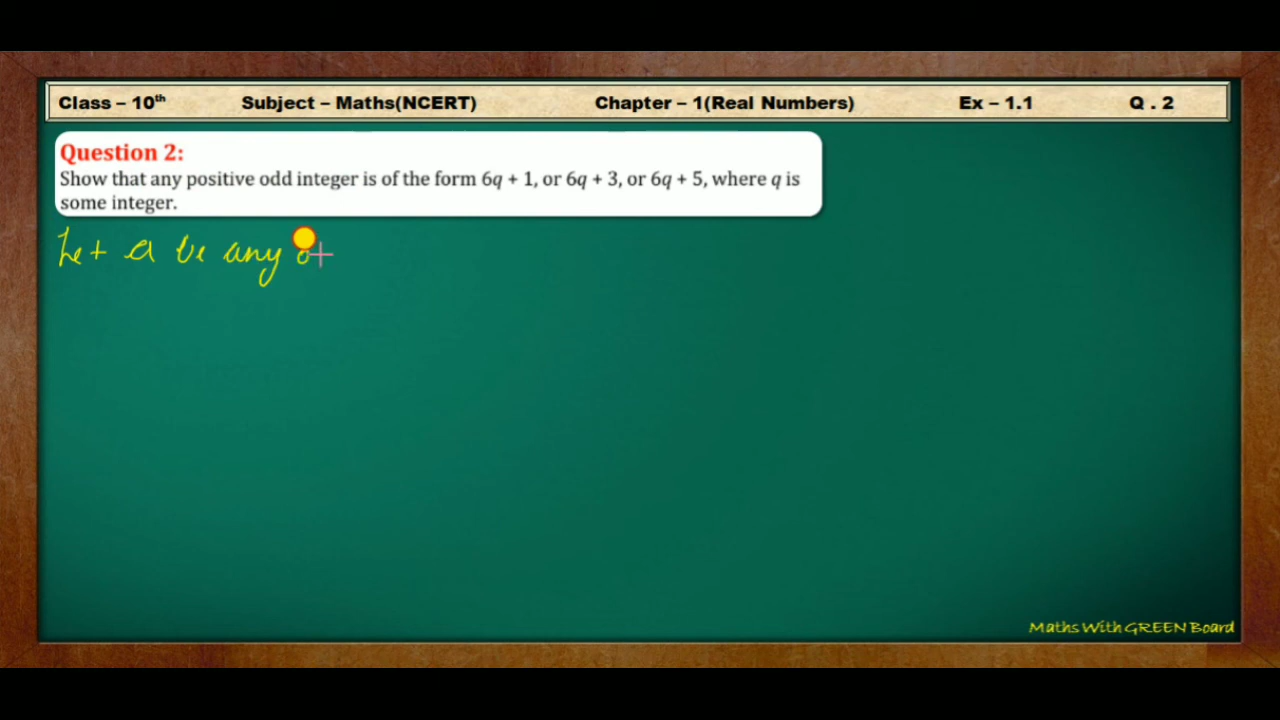 Class – 10th Subject – Maths(NCERT) Chapter – 1(Real Numbers) Ex – 1.1 Q . 2
Question 2:
Show that any positive odd integer is of the form 6q + 1, or 6q + 3, or 6q + 5, where q is
some integer.
Let a be any
Maths With GREEN Board